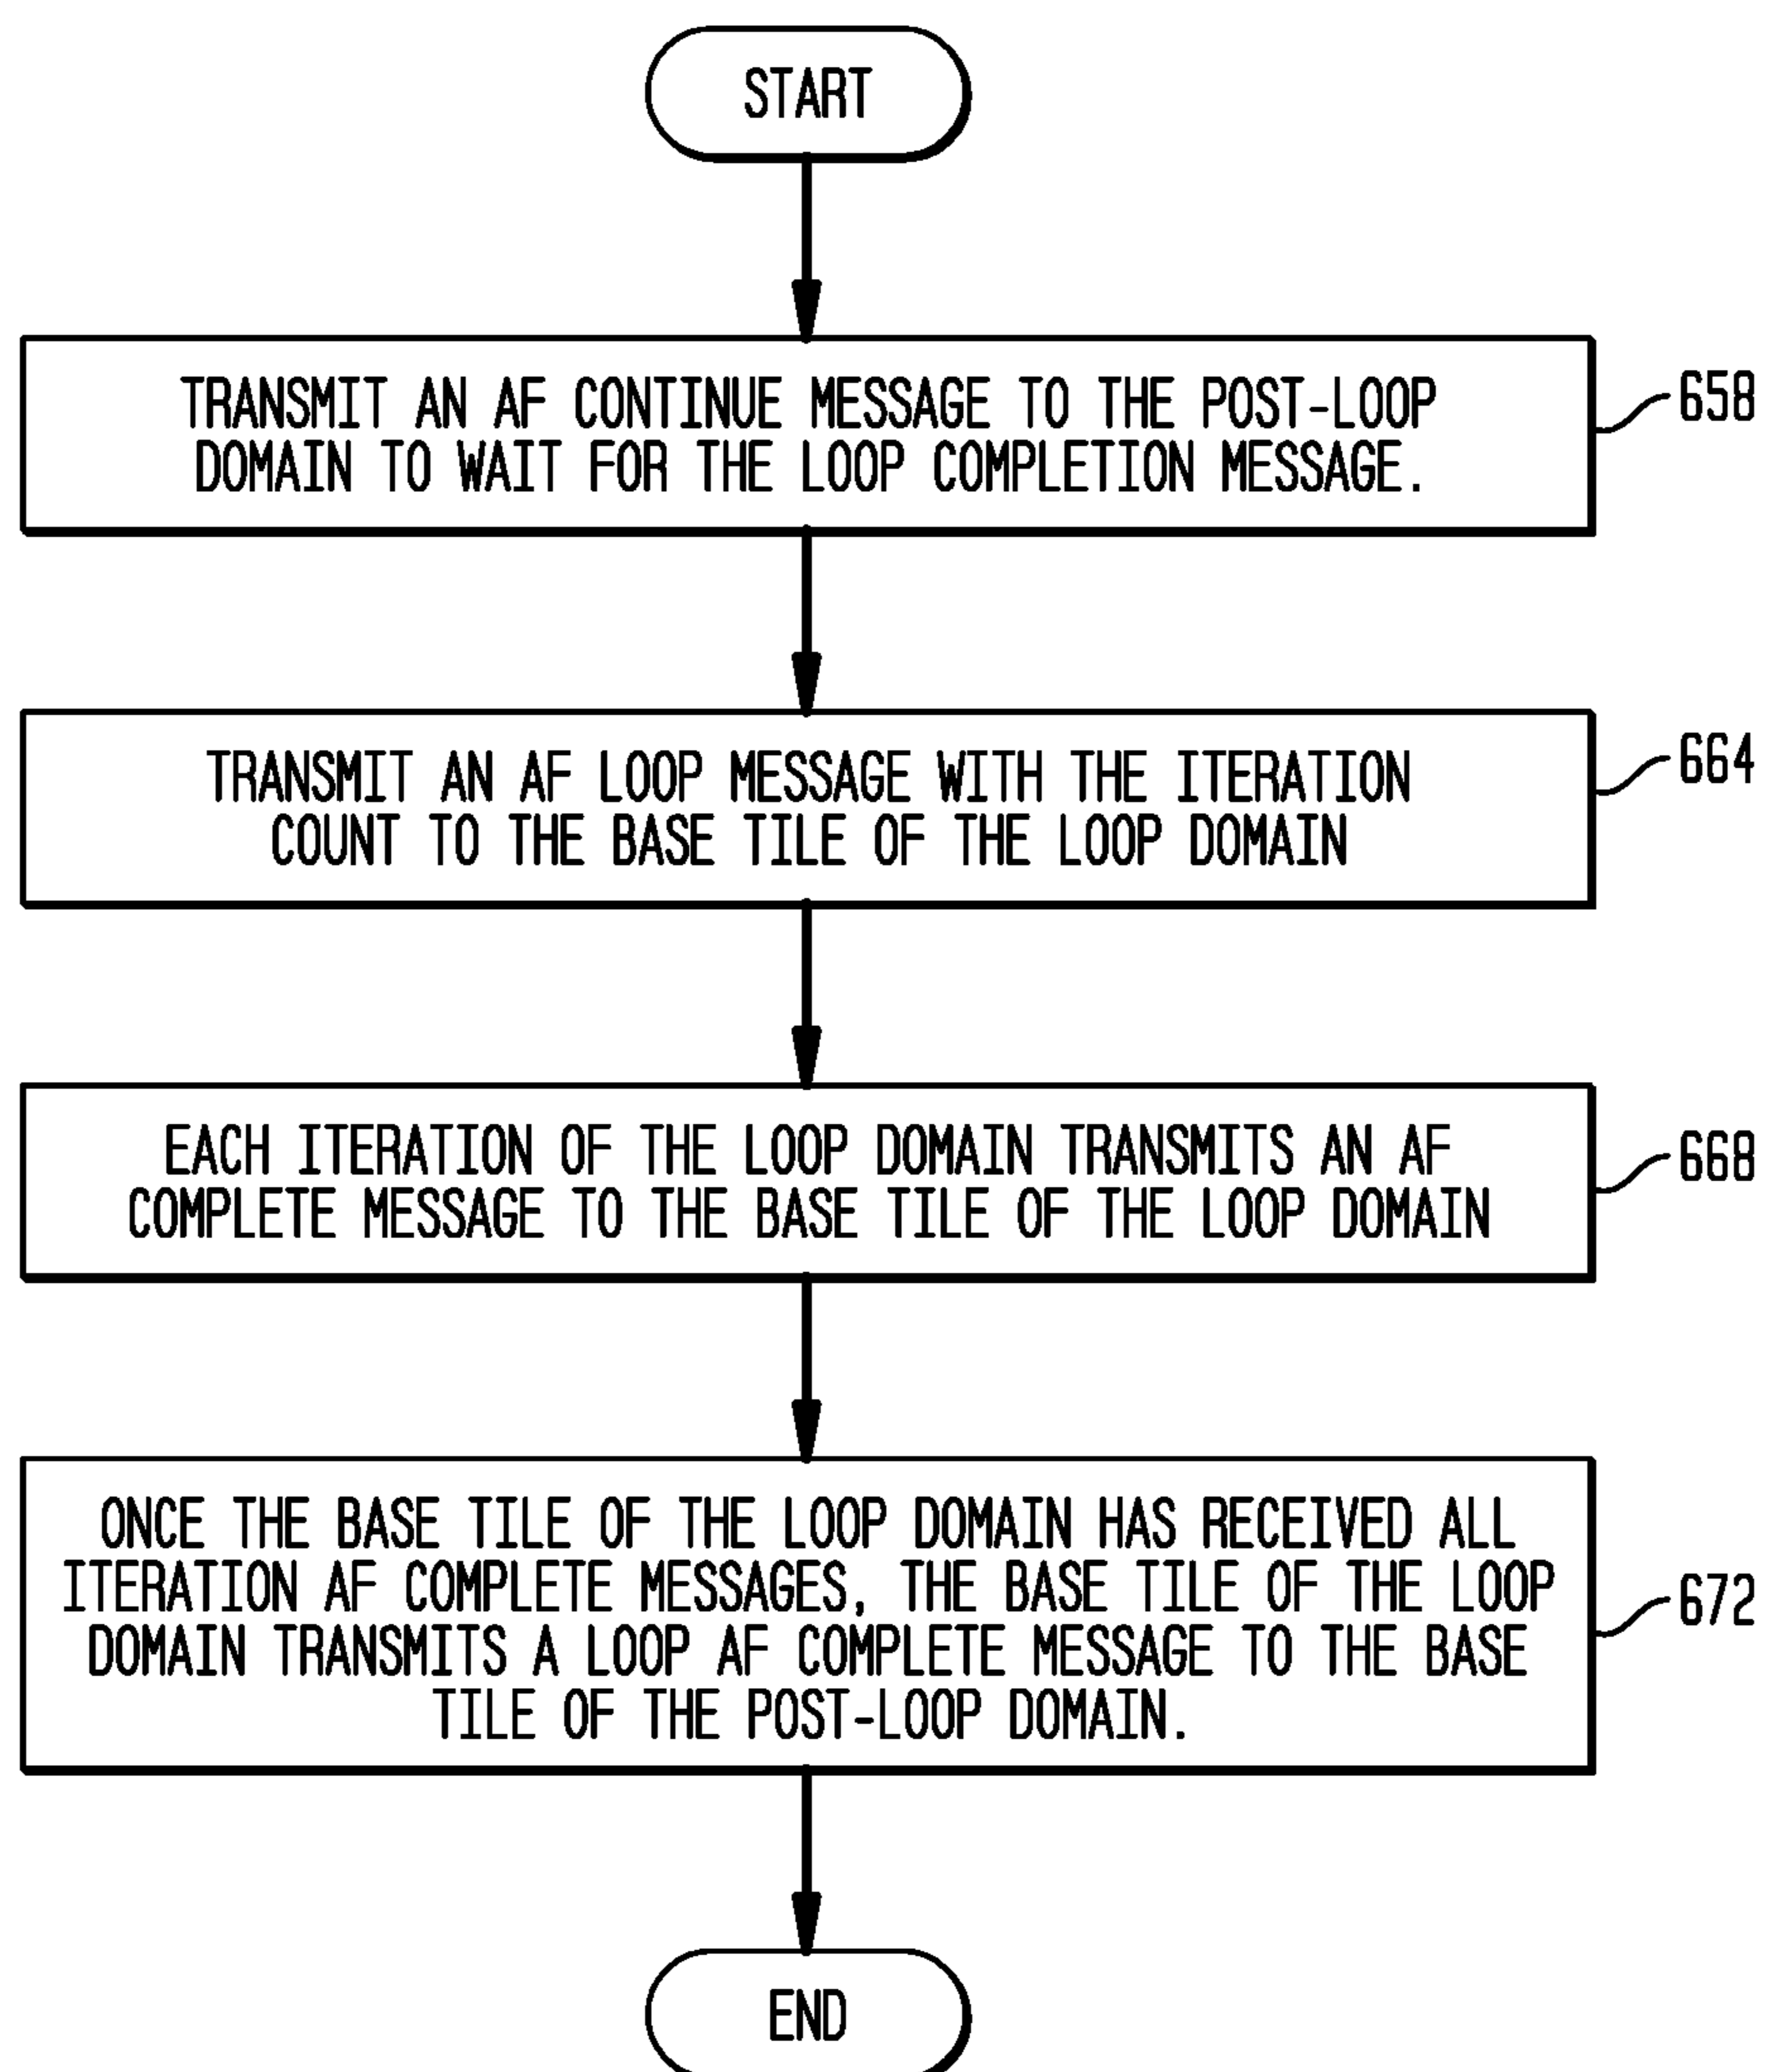 START
TRANSMIT AN AF CONTINUE MESSAGE TO THE POST-LOOP
DOMAIN TO WAIT FOR THE LOOP COMPLETION MESSAGE.
658
TRANSMIT AN AF LOOP MESSAGE WITH THE ITERATION
COUNT TO THE BASE TILE OF THE LOOP DOMAIN
664
EACH ITERATION OF THE LOOP DOMAIN TRANSMITS AN AF
COMPLETE MESSAGE TO THE BASE TILE OF THE LOOP DOMAIN
668
ONCE THE BASE TILE OF THE LOOP DOMAIN HAS RECEIVED ALL
ITERATION AF COMPLETE MESSAGES, THE BASE TILE OF THE LOOP
DOMAIN TRANSMITS A LOOP AF COMPLETE MESSAGE TO THE BASE
TILE OF THE POST-LOOP DOMAIN.
672
END